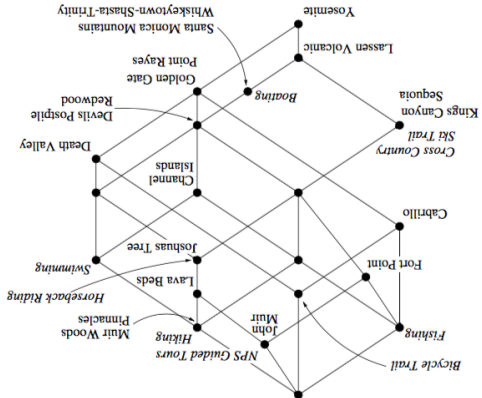 Bicycle Trail
NPS Guided Tours
Hiking
John
Muir
Muir Woods
Pinnacles
Fishing
Horseback Riding
Lava Beds
Swimming
Fort Point
Joshuas Tree
Cabrillo
Channel
Islands
Cross Country
Ski Trail
Kings Canyon
Sequoia
Death Valley
Devils Postpile
Redwood
Boating
Golden Gate
Point Rayes
Lassen Volcanic
Santa Monica Mountains
Whiskeytown-Shasta-Trinity
Yosemite